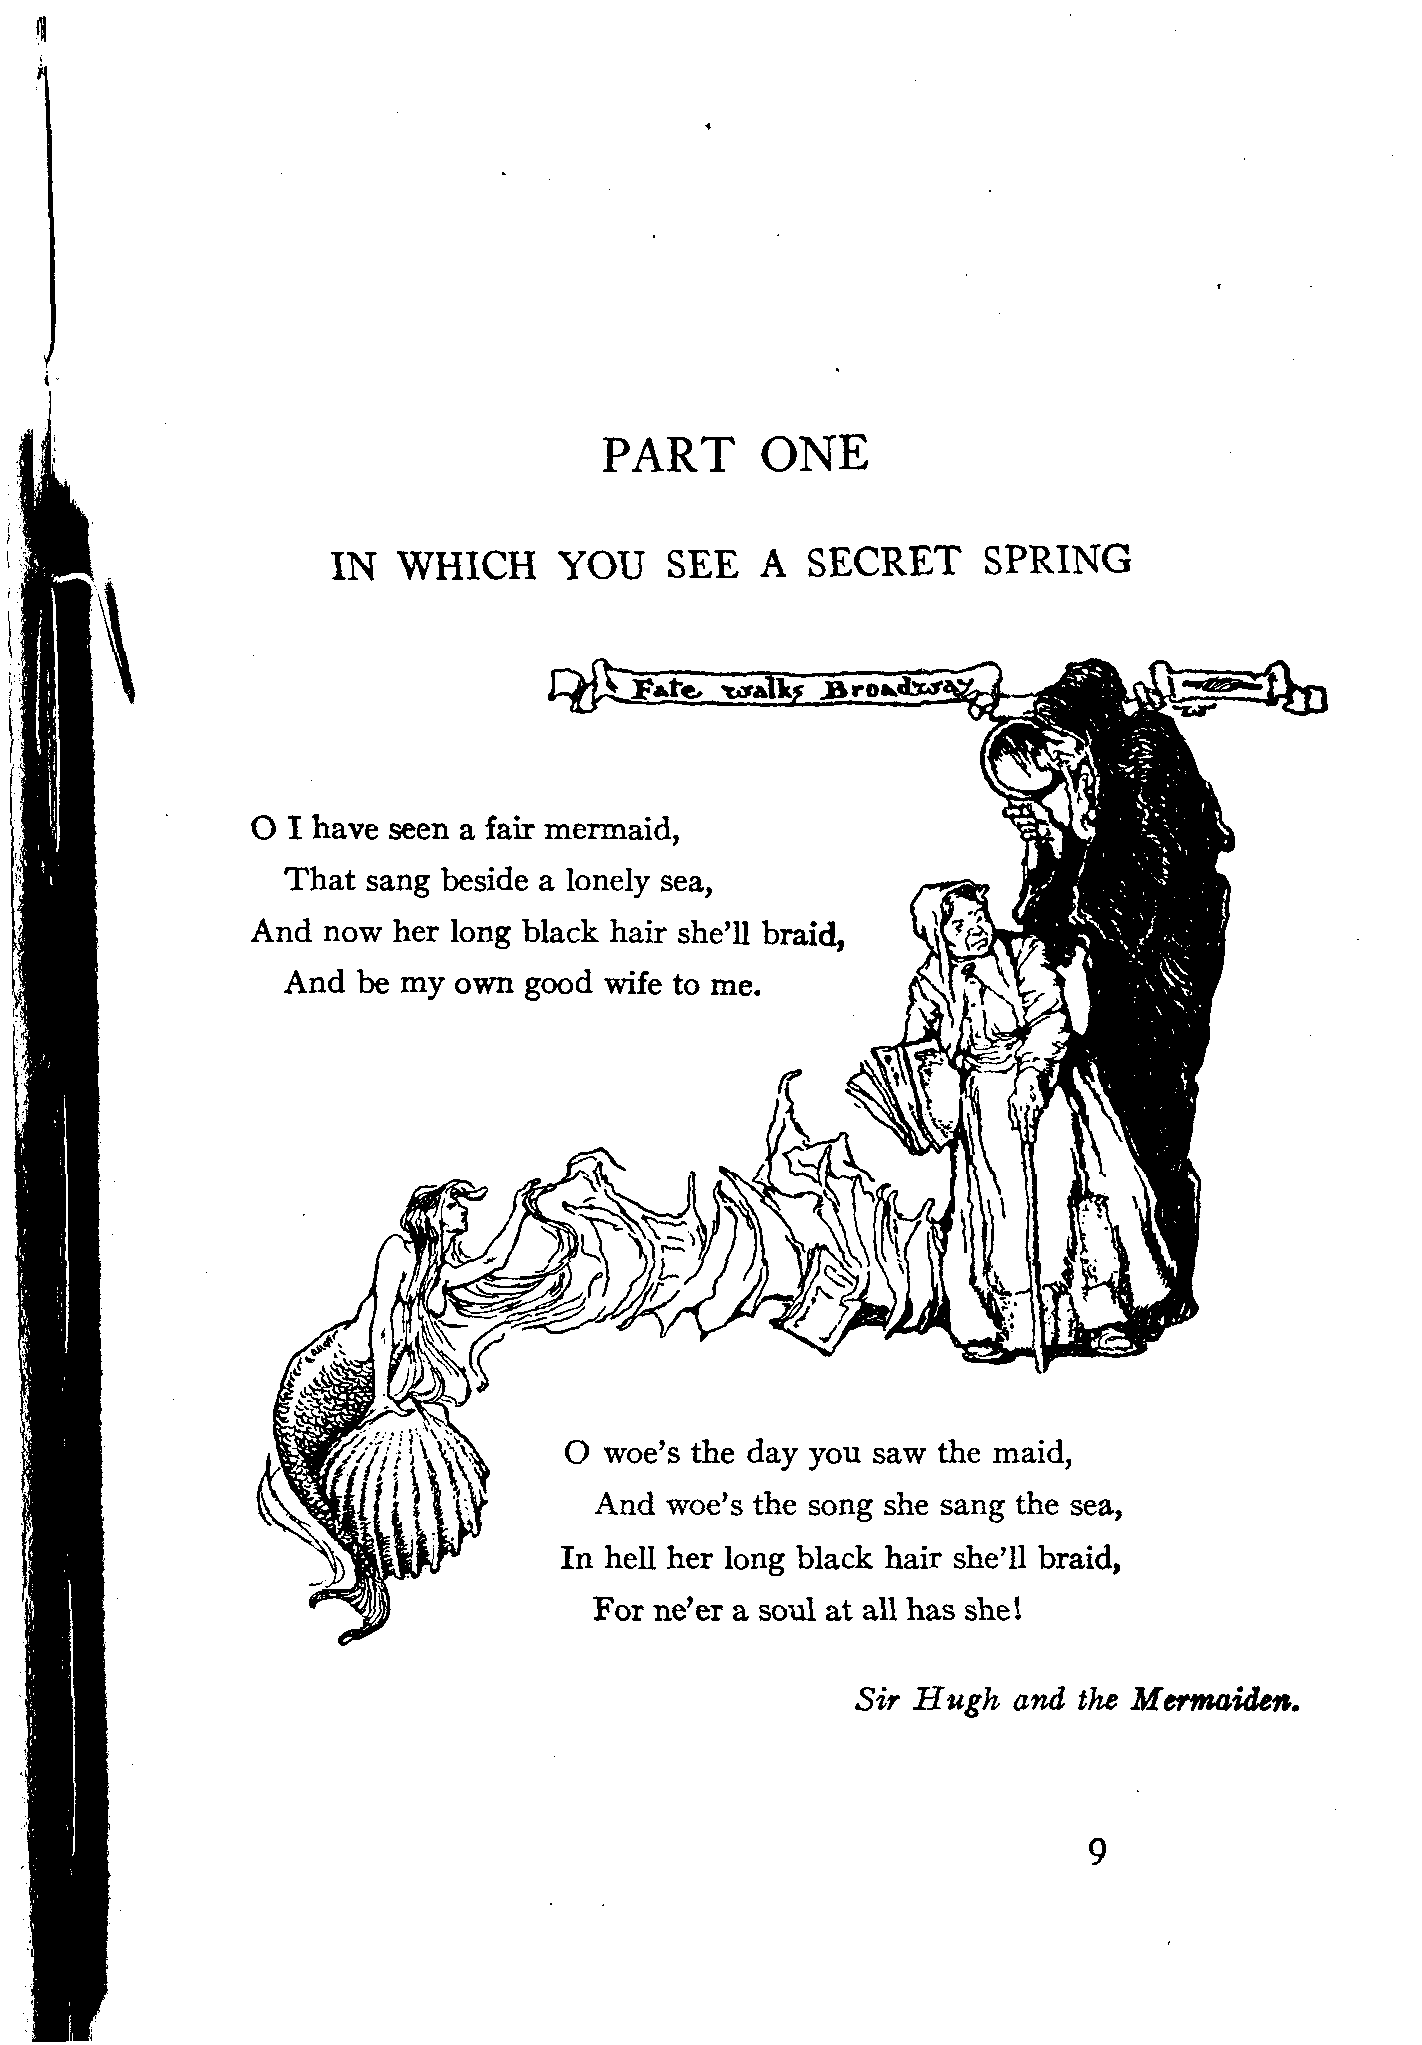 PART ONE
IN WHICH YOU SEE A SECRET SPRING
Fate walks Broadway
O I have seen a fair mermaid,
That sang beside a lonely sea,
And now her long black hair she'll braid,
And be my own good wife to me.
O woe's the day you saw the maid,
And woe's the song she sang the sea,
In hell her long black hair she'll braid,
For ne'er a soul at all has she!
Sir Hugh and the Mermaiden.
9